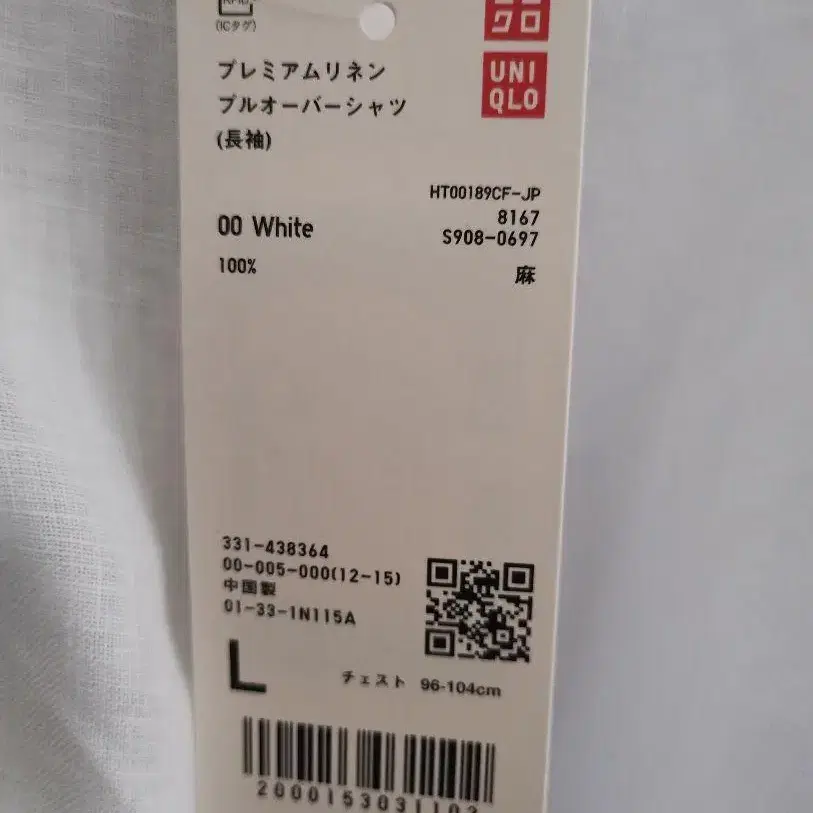 (ICタグ)
クロ
プレミアムリネン
プルオーバーシャツ
(長袖)
UNI
QLO
HT00189CF-JP
8167
00 White
S908-0697
100%
麻
331-438364
00-005-000(12-15)
中国製
01-33-1N115A
L
チェスト 96-104cm